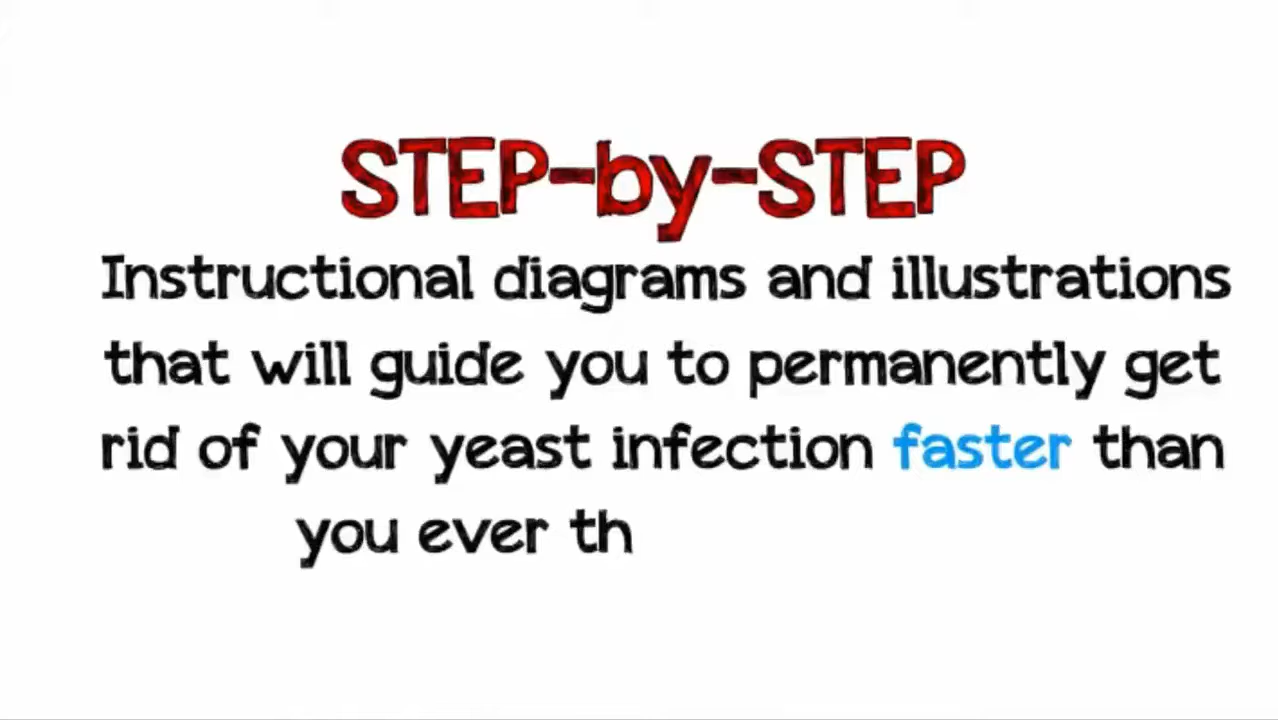 STEP-by-STEP
Instructional diagrams and illustrations
that will guide you to permanently get
rid of your yeast infection faster than
you ever th